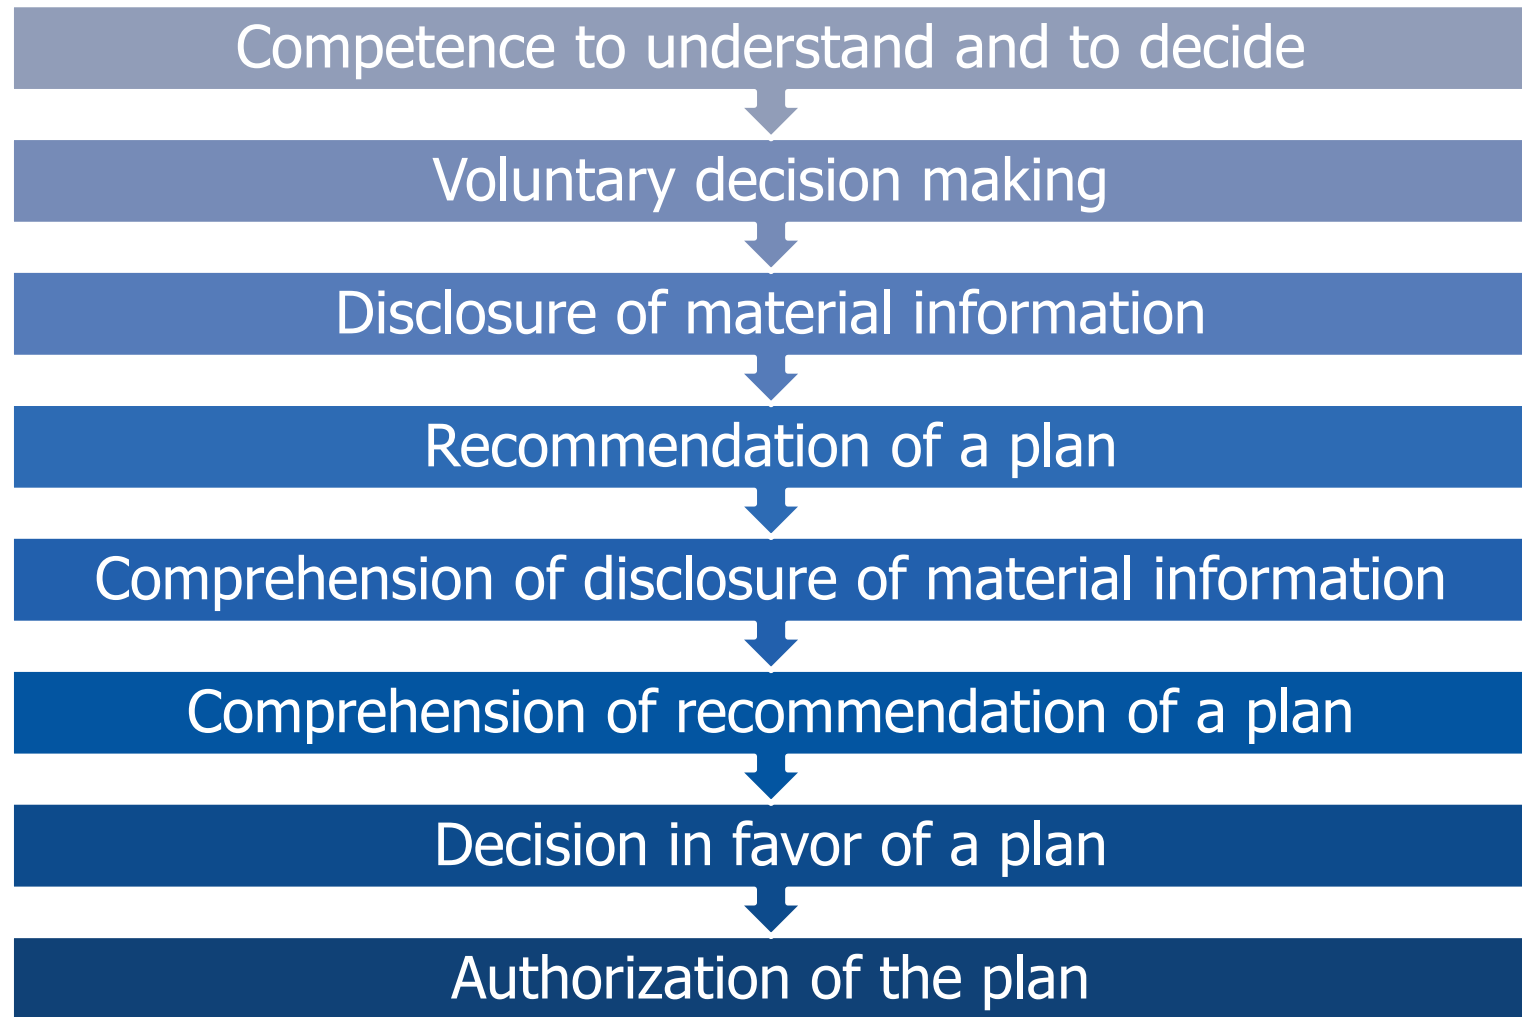 Competence to understand and to decide
Voluntary decision making
Disclosure of material information
Recommendation of a plan
Comprehension of disclosure of material information
Comprehension of recommendation of a plan
Decision in favor of a plan
Authorization of the plan